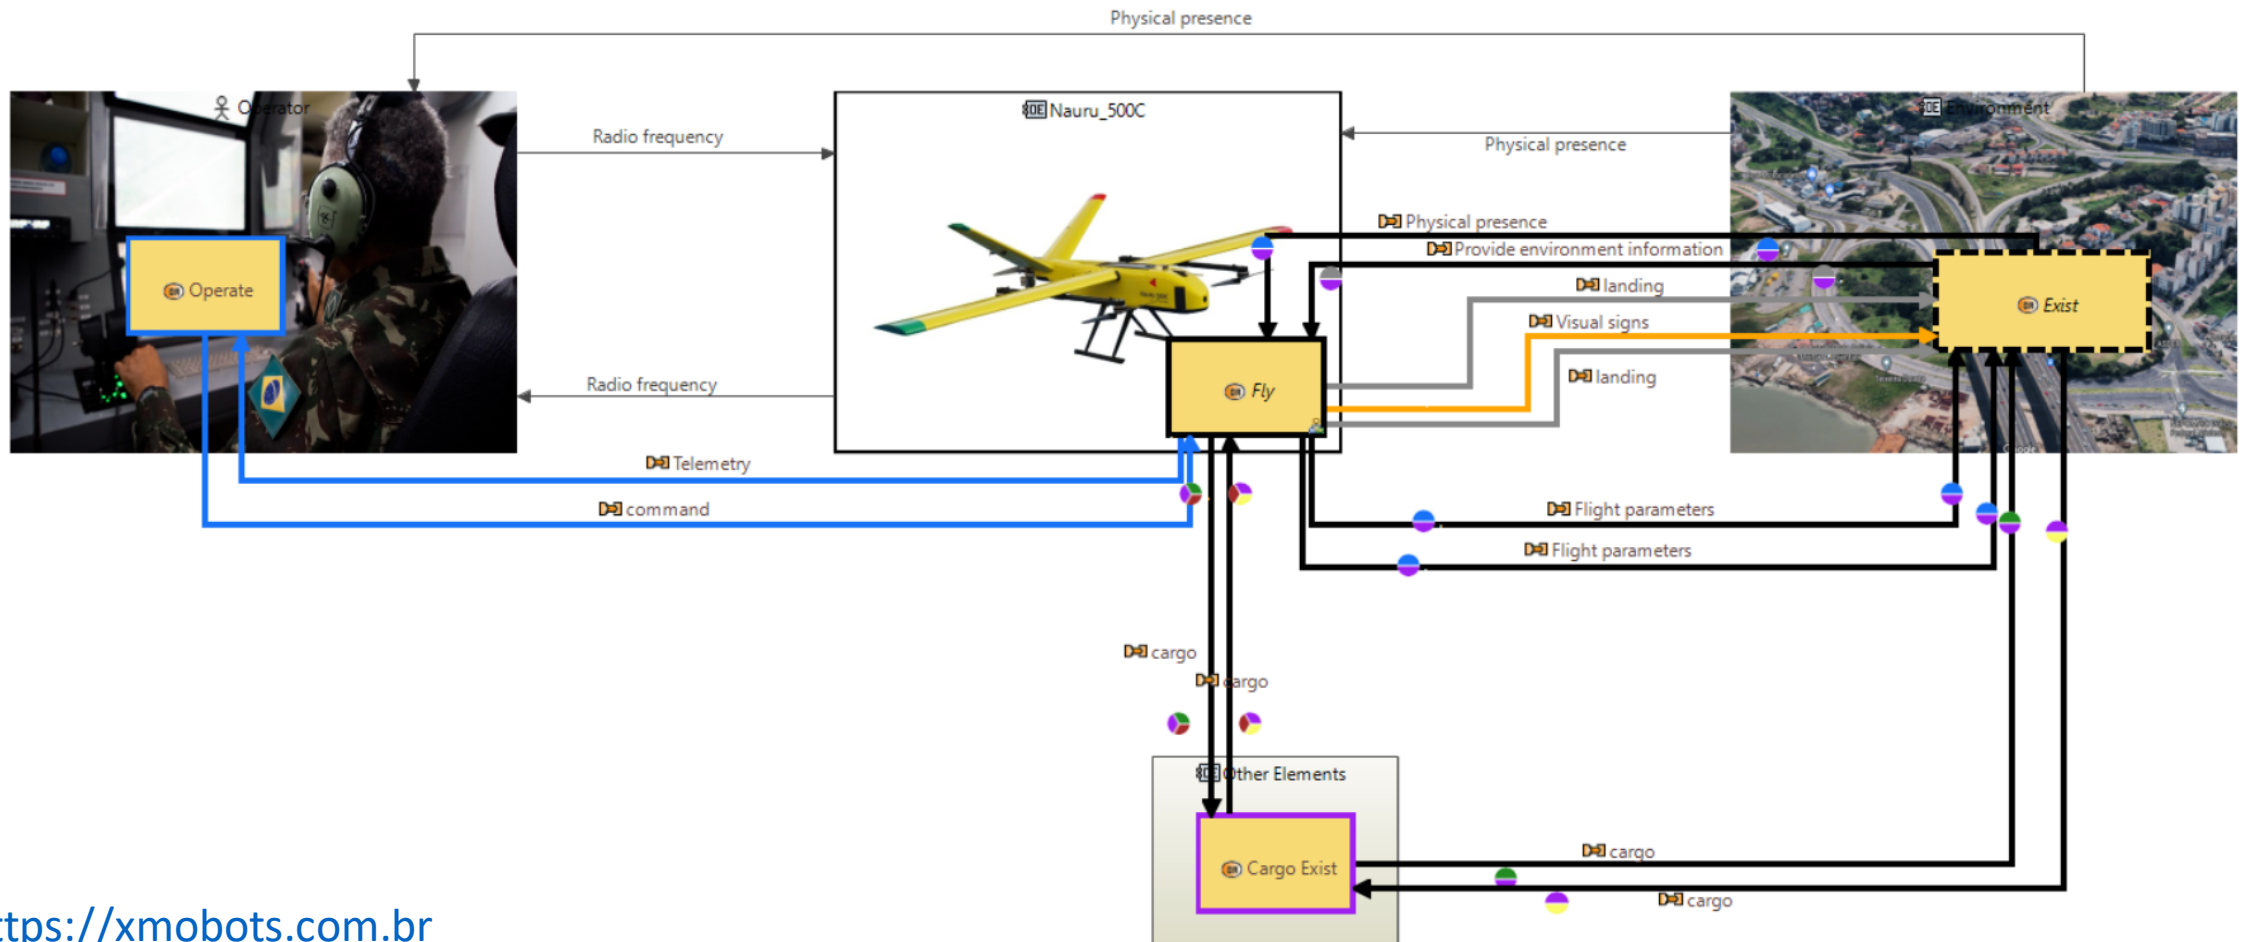 Physical presence
Operator
Nauru_500C
Environment
Radio frequency
Physical presence
Physical presence
Provide environment information
landing
Operate
Exist
Visual signs
landing
Radio frequency
Fly
Telemetry
command
Flight parameters
Flight parameters
cargo
cargo
Other Elements
cargo
Cargo Exist
cargo
ttps://xmobots.com.br